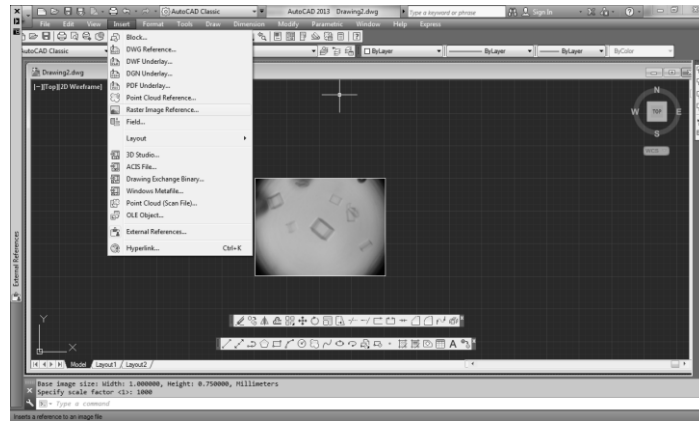 AutoCAD Classic
AutoCAD 2013 Drawing2.dwg
Type a keyword or phrase
Sign In
File Edit View Insert Format Tools Draw Dimension Modify Parametric Window Help Express
AutoCAD Classic
ByLayer
ByLayer
ByLayer
ByColor
Drawing2.dwg
[-][Top][2D Wireframe]
Block...
DWG Reference...
DWF Underlay...
DGN Underlay...
PDF Underlay...
Point Cloud Reference...
Raster Image Reference...
Field...
Layout
3D Studio...
ACIS File...
Drawing Exchange Binary...
Windows Metafile...
Point Cloud (Scan File)...
OLE Object...
External References...
Hyperlink... Ctrl+K
N
W TOP E
S
WCS
External References
Y
X
Model Layout1 Layout2
Base image size: Width: 1.000000, Height: 0.750000, Millimeters
Specify scale factor <1>: 1000
Type a command
Inserts a reference to an image file